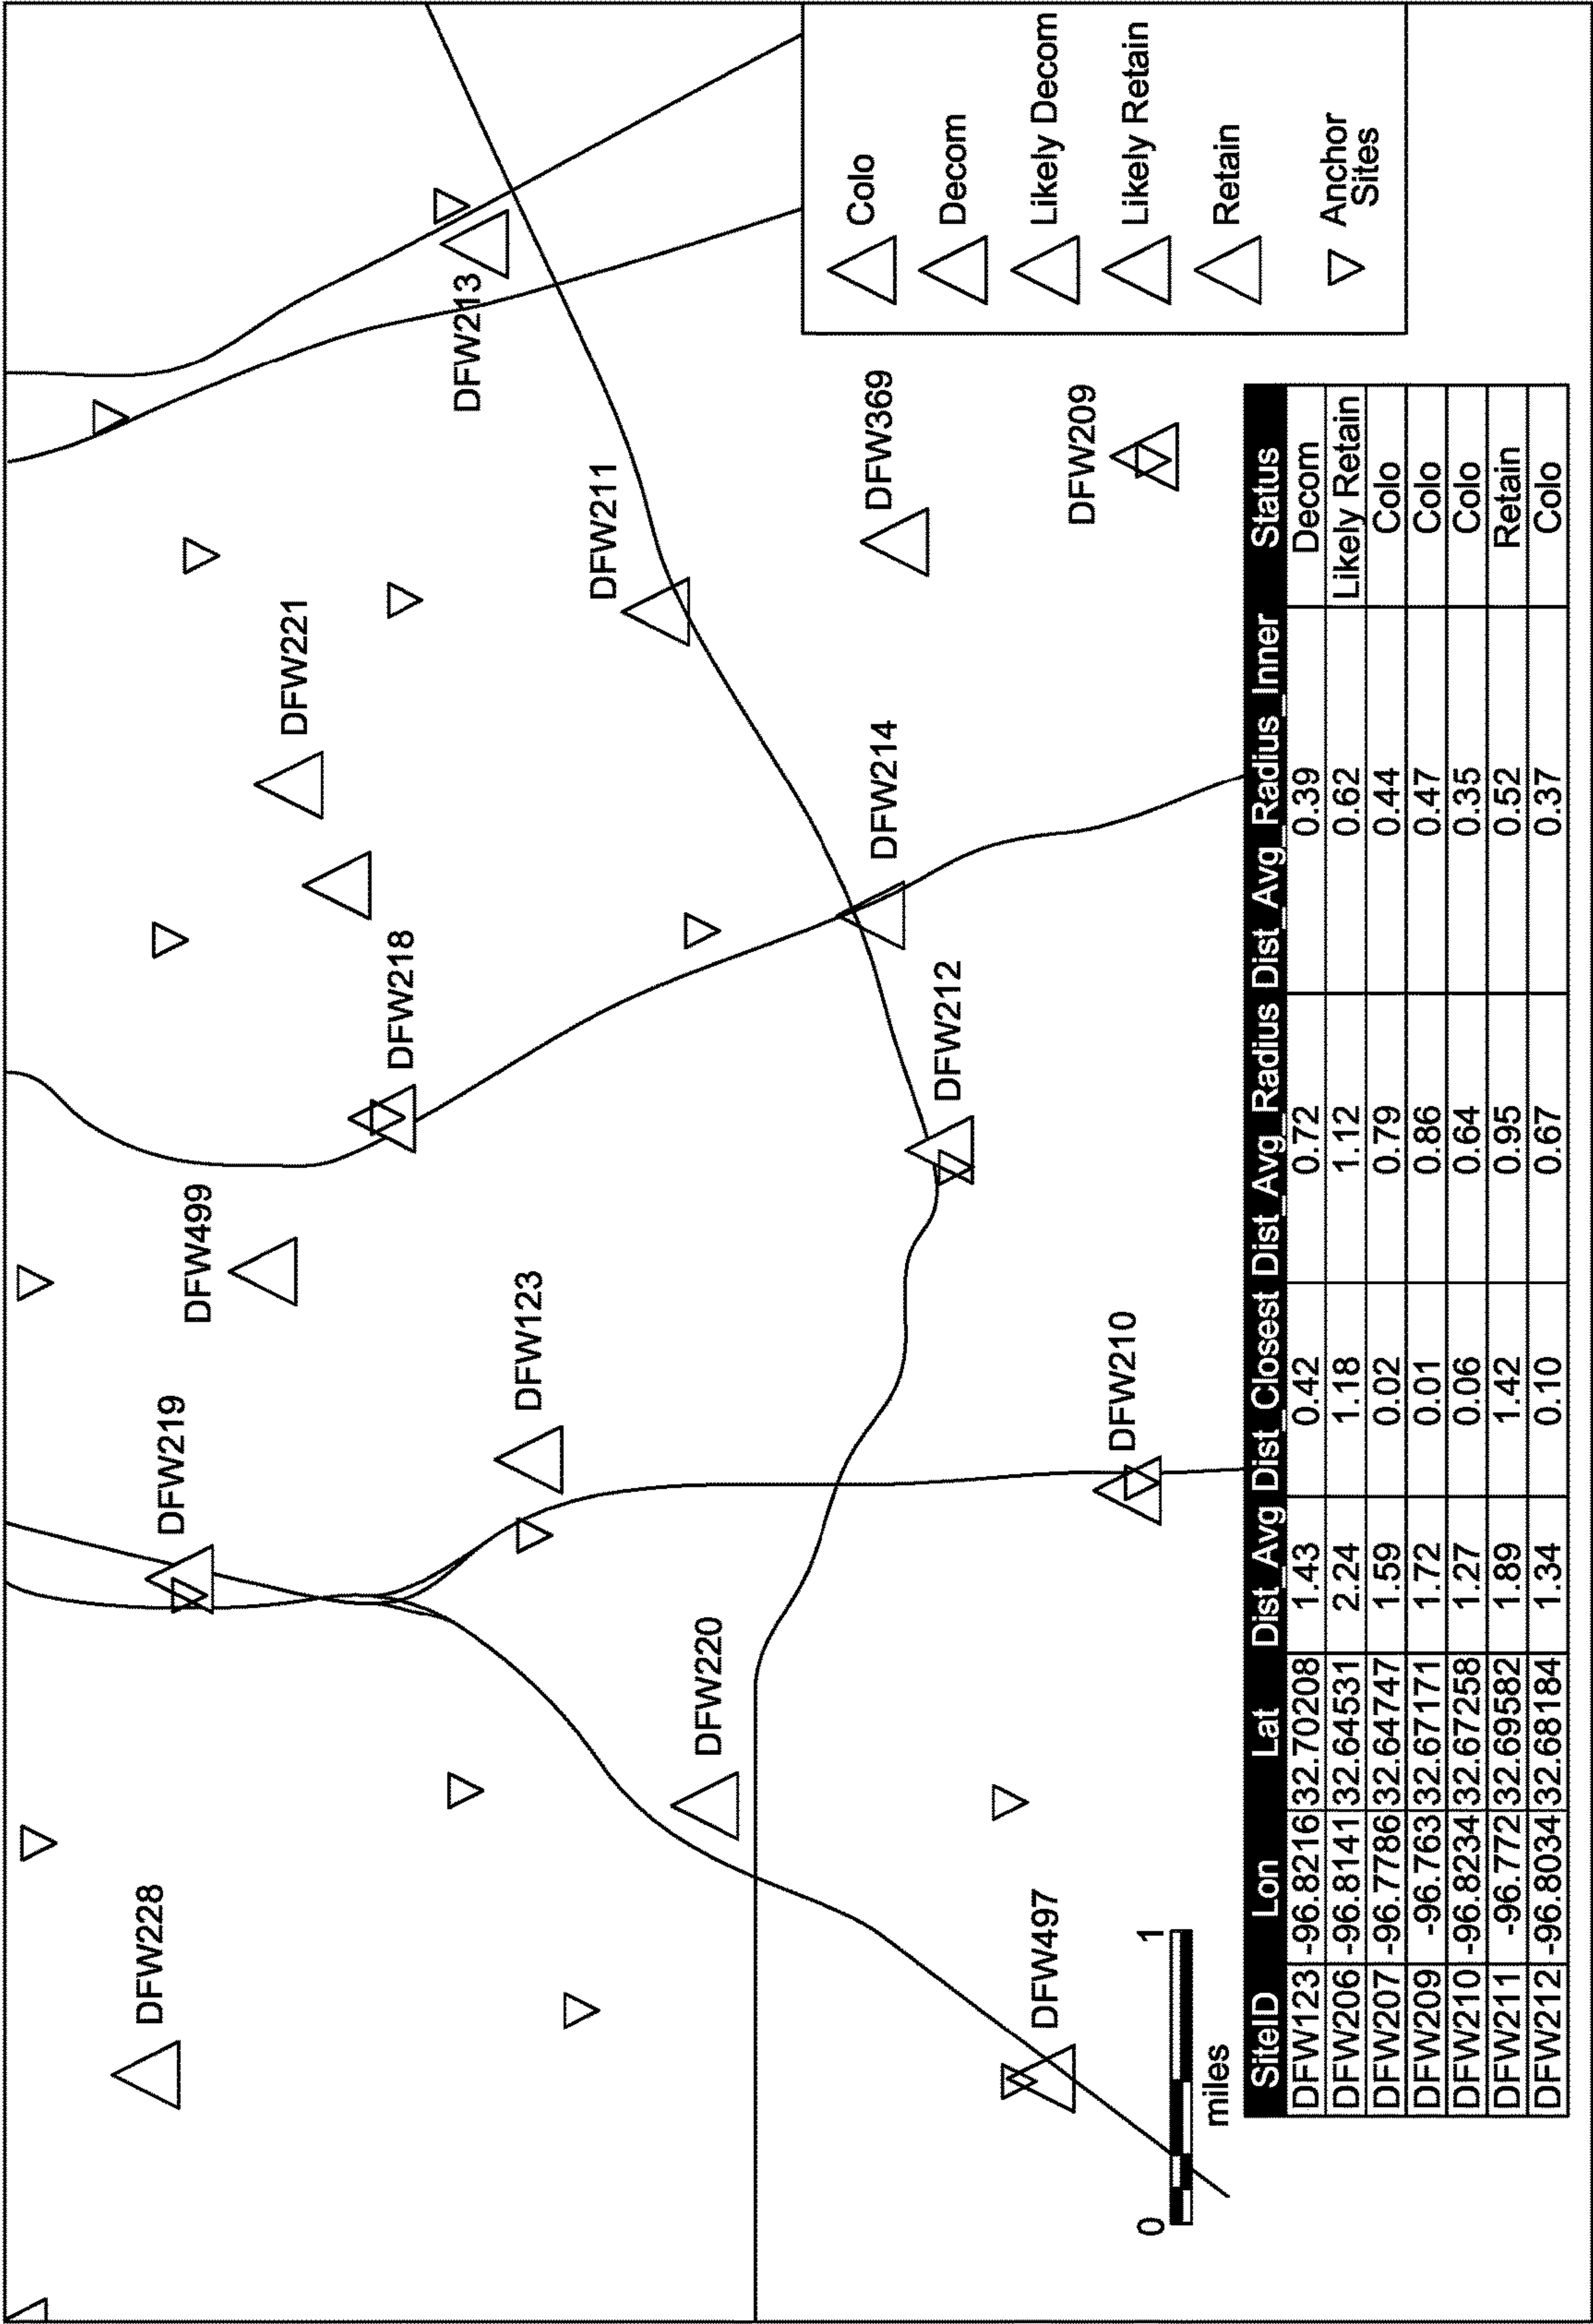 DFW228
DFW219
DFW499
DFW218
DFW221
DFW213
DFW123
DFW211
DFW220
DFW214
DFW369
DFW212
DFW497
DFW210
DFW209
0 1
miles
Colo
Decom
Likely Decom
Likely Retain
Retain
Anchor
Sites
SiteID Lon Lat Dist_Avg Dist_Closest Dist_Avg_Radius Dist_Avg_Radius_Inner Status
DFW123 -96.8216 32.70208 1.43 0.42 0.72 0.39 Decom
DFW206 -96.8141 32.64531 2.24 1.18 1.12 0.62 Likely Retain
DFW207 -96.7786 32.64747 1.59 0.02 0.79 0.44 Colo
DFW209 -96.763 32.67171 1.72 0.01 0.86 0.47 Colo
DFW210 -96.8234 32.67258 1.27 0.06 0.64 0.35 Colo
DFW211 -96.772 32.69582 1.89 1.42 0.95 0.52 Retain
DFW212 -96.8034 32.68184 1.34 0.10 0.67 0.37 Colo